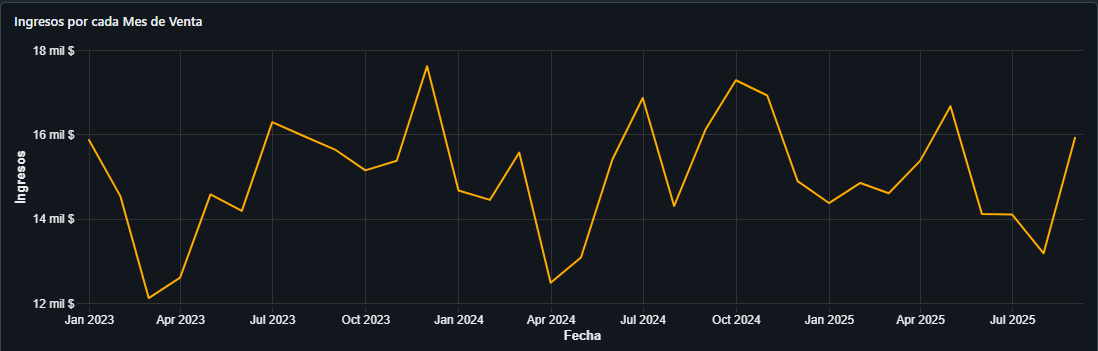 Ingresos por cada Mes de Venta
18 mil $
16 mil $
14 mil $
12 mil $
Ingresos
Jan 2023 Apr 2023 Jul 2023 Oct 2023 Jan 2024 Apr 2024 Jul 2024 Oct 2024 Jan 2025 Apr 2025 Jul 2025
Fecha